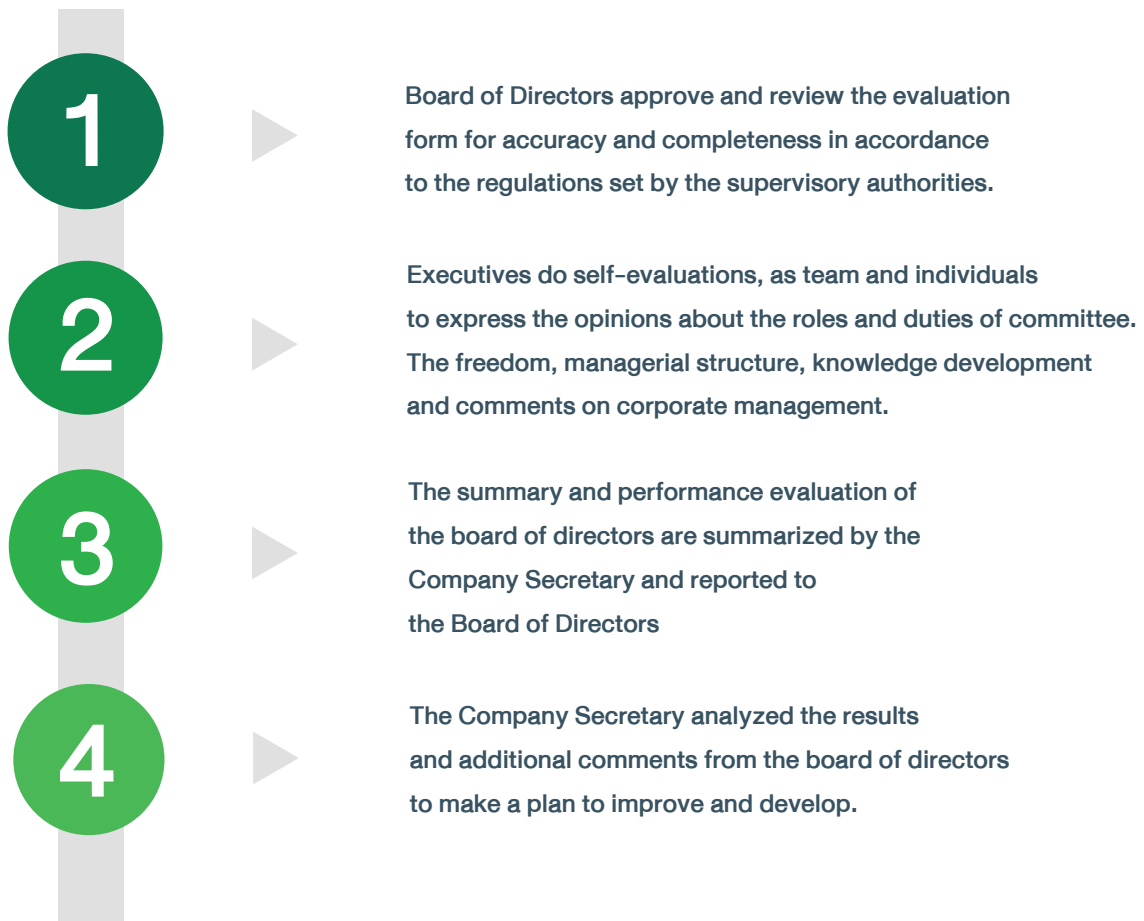 1
Board of Directors approve and review the evaluation
form for accuracy and completeness in accordance
to the regulations set by the supervisory authorities.
2
Executives do self-evaluations, as team and individuals
to express the opinions about the roles and duties of committee.
The freedom, managerial structure, knowledge development
and comments on corporate management.
3
The summary and performance evaluation of
the board of directors are summarized by the
Company Secretary and reported to
the Board of Directors
4
The Company Secretary analyzed the results
and additional comments from the board of directors
to make a plan to improve and develop.